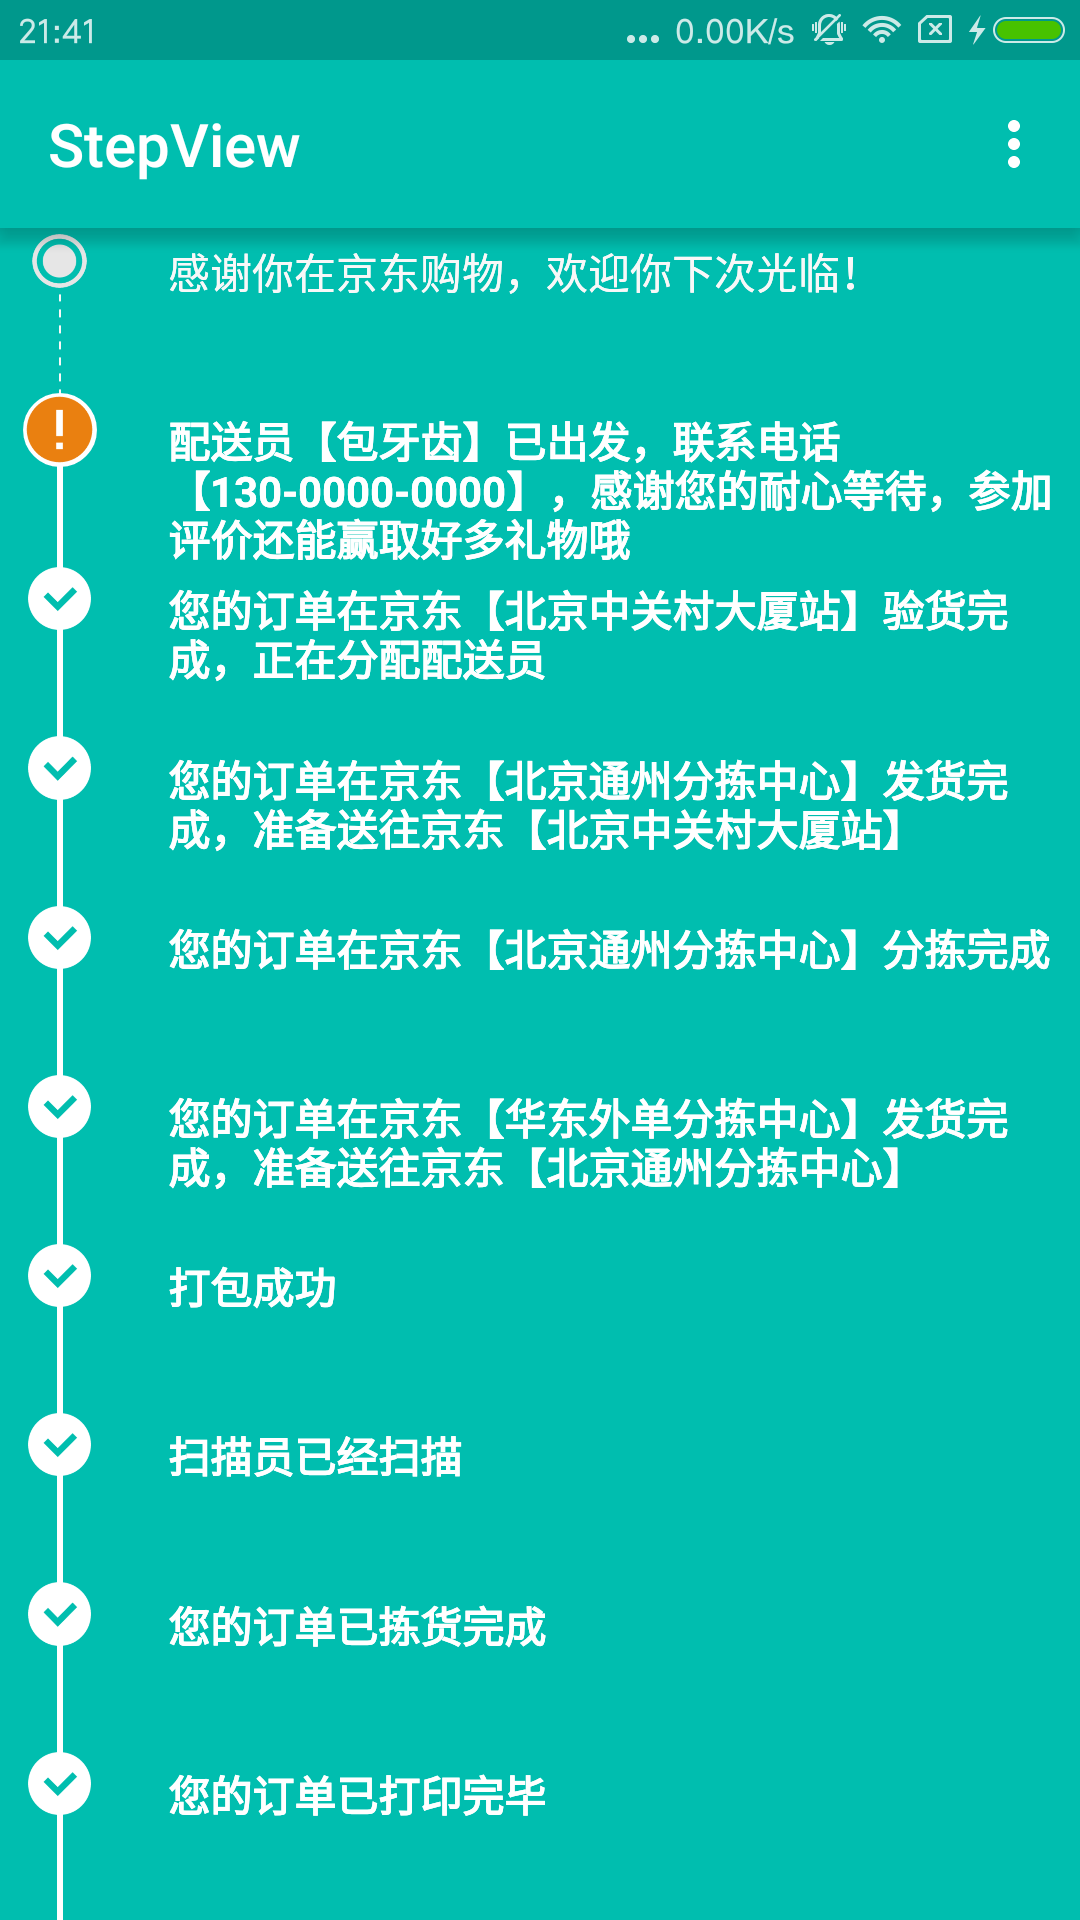 21:41
0.00K/s
StepView
感谢你在京东购物，欢迎你下次光临！
配送员【包牙齿】已出发，联系电话
【130-0000-0000】，感谢您的耐心等待，参加
评价还能赢取好多礼物哦
您的订单在京东【北京中关村大厦站】验货完
成，正在分配配送员
您的订单在京东【北京通州分拣中心】发货完
成，准备送往京东【北京中关村大厦站】
您的订单在京东【北京通州分拣中心】分拣完成
您的订单在京东【华东外单分拣中心】发货完
成，准备送往京东【北京通州分拣中心】
打包成功
扫描员已经扫描
您的订单已拣货完成
您的订单已打印完毕